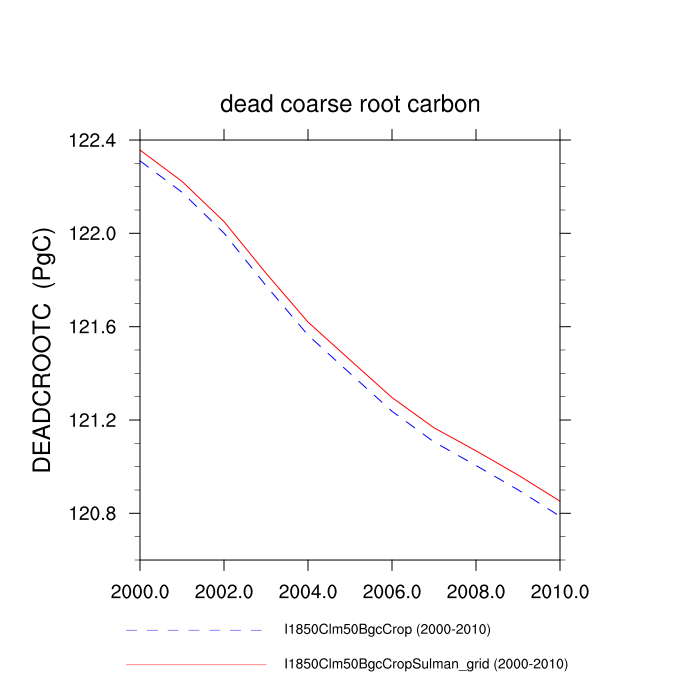 dead coarse root carbon
DEADCROOTC (PgC)
122.4
122.0
121.6
121.2
120.8
2000.0 2002.0 2004.0 2006.0 2008.0 2010.0
I1850Clm50BgcCrop (2000-2010)
I1850Clm50BgcCropSulman_grid (2000-2010)